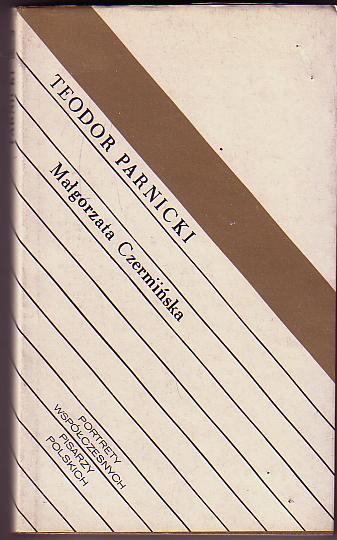 TEODOR PARNICKI
Małgorzata Czermińska
PORTRETY
WSPÓŁCZESNYCH
PISARZY
POLSKICH